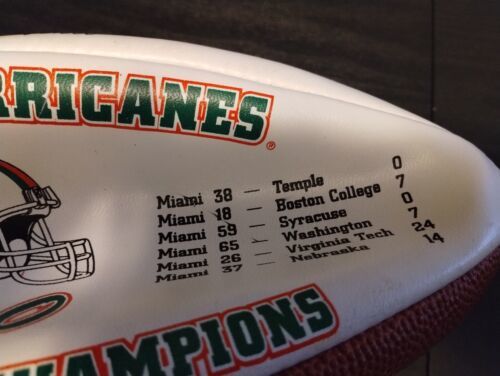 RRICANES®
Miami 38 — Temple 0
Miami 18 — Boston College 7
Miami 59 — Syracuse 0
Miami 65 — Washington 7
Miami 26 — Virginia Tech 24
Miami 37 — Nebraska 14
CHAMPIONS